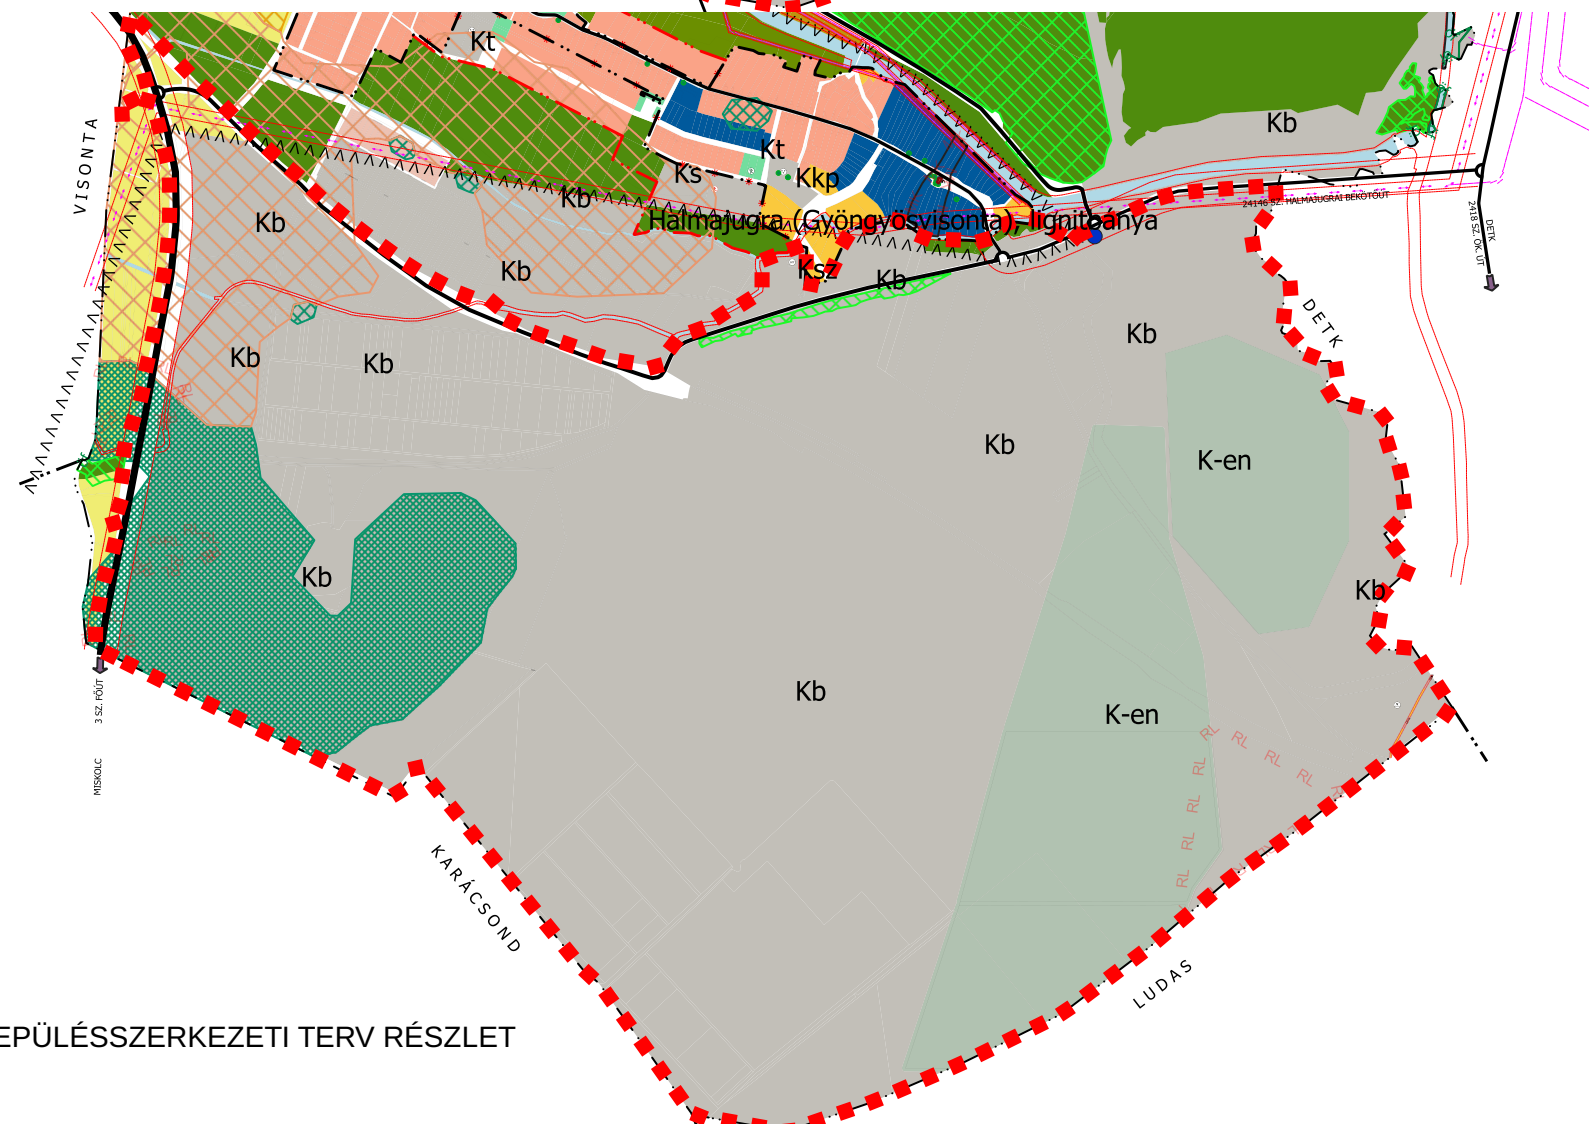 Kt
Kb
VISONTA
Kt
Ks
Kkp
Kb
24146 SZ. HALMAJUGRAI BEKÖTŐÚT
2418 SZ. ÖK. ÚT
DETK
Halmajugra (Gyöngyösvisonta), lignitbánya
Kb
Kb
Ksz
Kb
DETK
Kb
Kb
Kb
RL
Kb
K-en
Kb
Kb
Kb
K-en
3 SZ. FŐÚT
MISKOLC
RL
RL
RL
RL
RL
RL
RL
RL
KARÁCSOND
LUDAS
EPÜLÉSSZERKEZETI TERV RÉSZLET